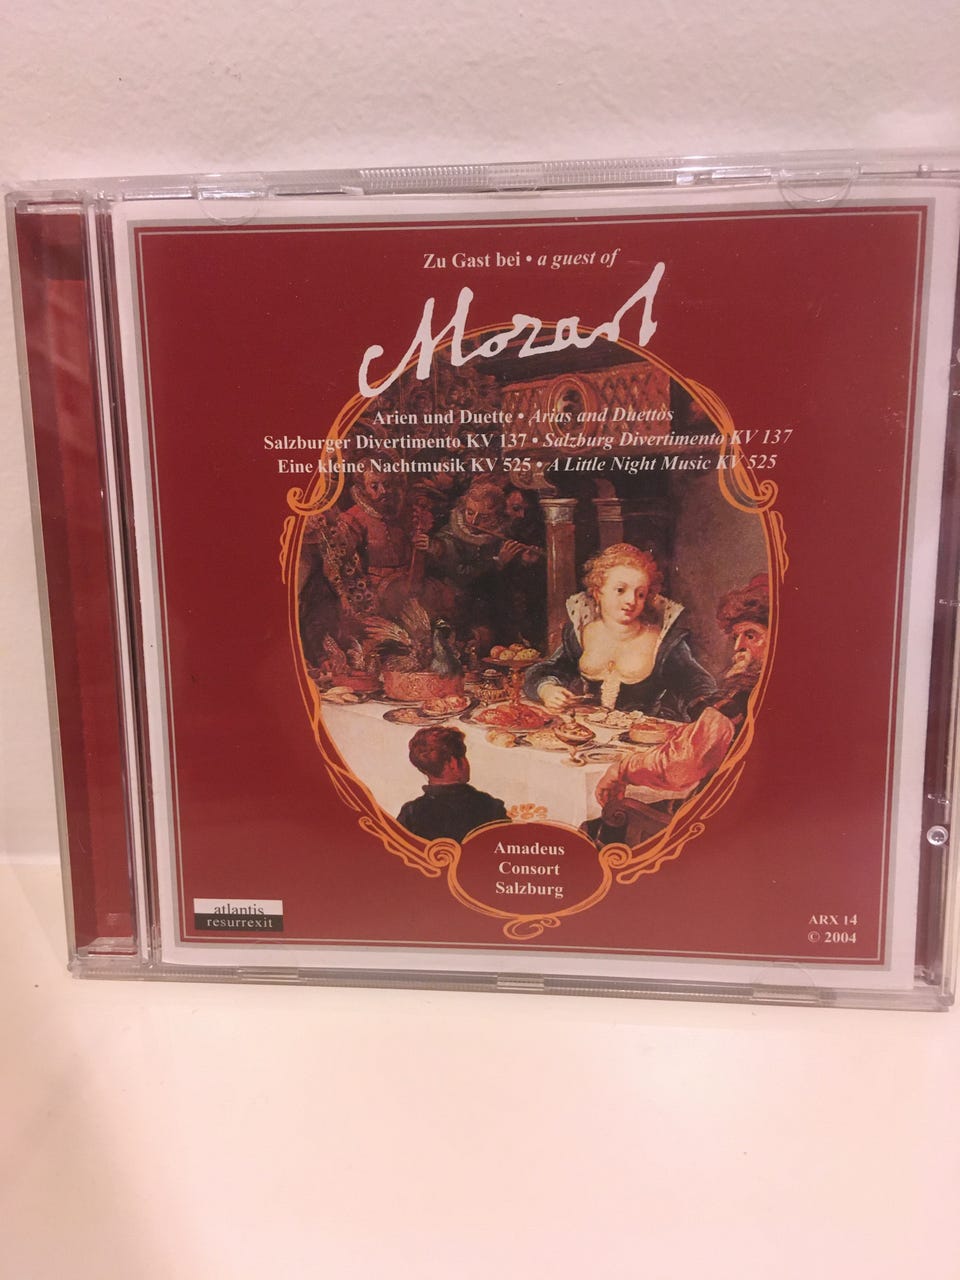 Zu Gast bei • a guest of
Mozart
Arien und Duette • Arias and Duettos
Salzburger Divertimento KV 137 • Salzburg Divertimento KV 137
Eine kleine Nachtmusik KV 525 • A Little Night Music KV 525
Amadeus
Consort
Salzburg
atlantis
resurrexit
ARX 14
© 2004